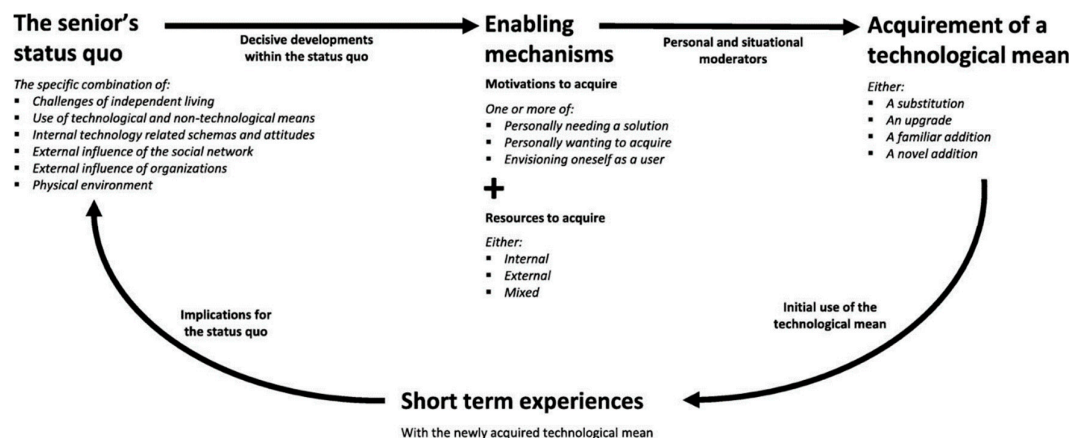 The senior's
status quo
The specific combination of:
▪ Challenges of independent living
▪ Use of technological and non-technological means
▪ Internal technology related schemas and attitudes
▪ External influence of the social network
▪ External influence of organizations
▪ Physical environment
Decisive developments
within the status quo
Enabling
mechanisms
Motivations to acquire
One or more of:
▪ Personally needing a solution
▪ Personally wanting to acquire
▪ Envisioning oneself as a user
+
Resources to acquire
Either:
▪ Internal
▪ External
▪ Mixed
Personal and situational
moderators
Acquirement of a
technological mean
Either:
▪ A substitution
▪ An upgrade
▪ A familiar addition
▪ A novel addition
Initial use of the
technological mean
Short term experiences
With the newly acquired technological mean
Implications for
the status quo